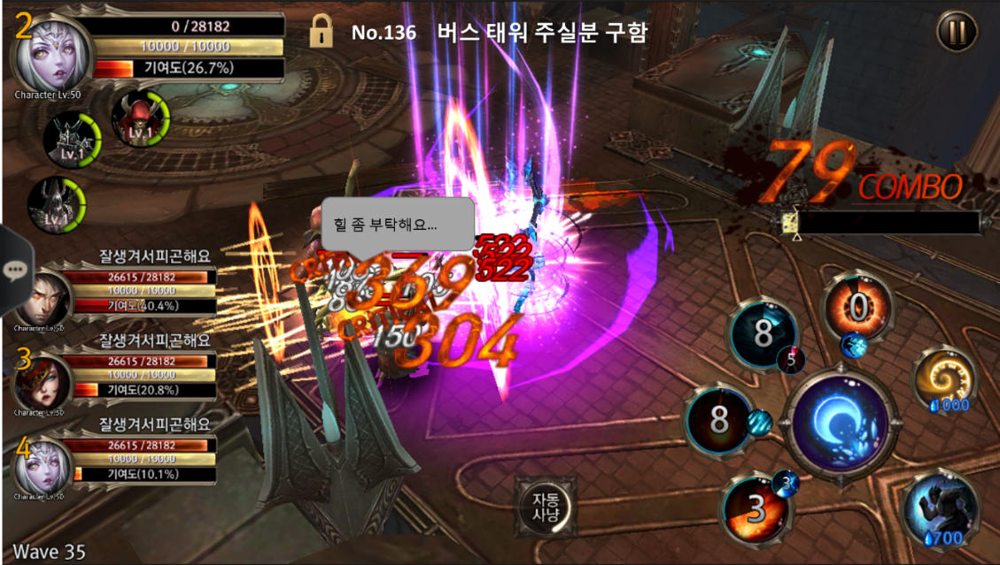 2
0 / 28182
10000 / 10000
기여도(26.7%)
Character Lv.50
No.136 버스 태워 주실분 구함
Lv.1
Lv.1
79 COMBO
힐 좀 부탁해요...
522
522
522
CRI
369
304
150
잘생겨서피곤해요
26615 / 28182
10000 / 10000
기여도(40.4%)
Character Lv.50
잘생겨서피곤해요
3
26615 / 28182
10000 / 10000
기여도(20.8%)
Character Lv.50
잘생겨서피곤해요
4
26615 / 28182
10000 / 10000
기여도(10.1%)
Character Lv.50
0
8
5
1000
8
3
3
700
자동
사냥
Wave 35